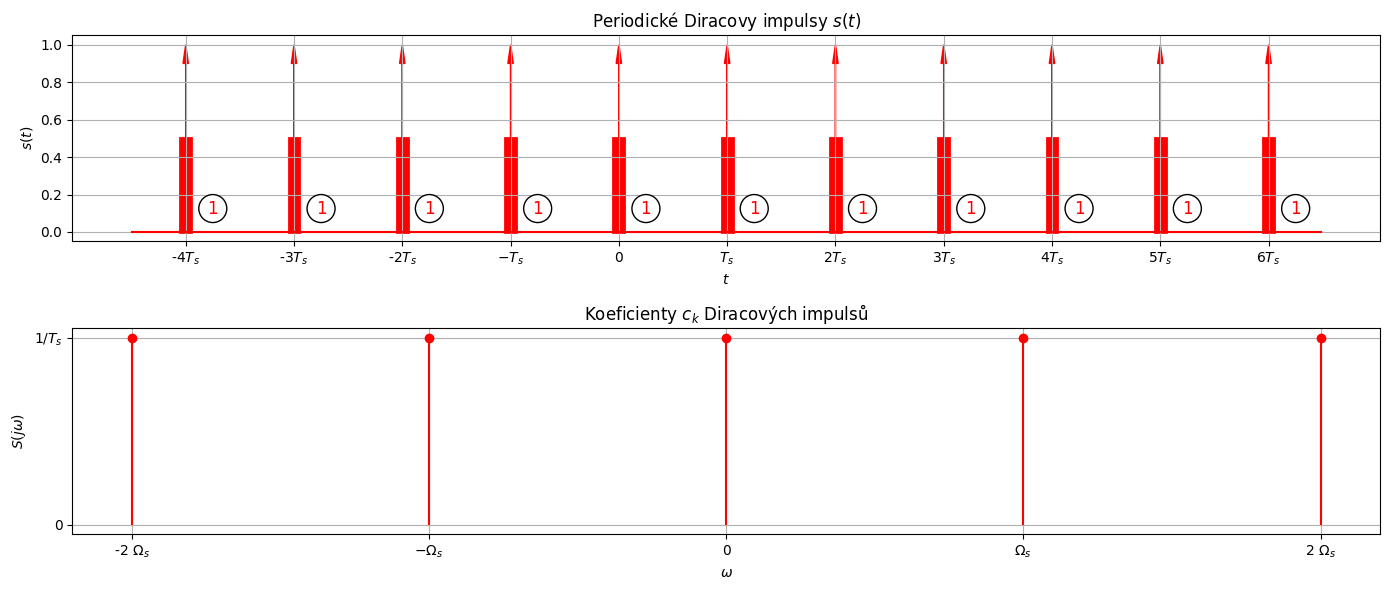 Periodické Diracovy impulsy s(t)
1.0
0.8
0.6
0.4
0.2
0.0
s(t)
1 1 1 1 1 1 1 1 1 1 1
-4Tₛ -3Tₛ -2Tₛ −Tₛ 0 Tₛ 2Tₛ 3Tₛ 4Tₛ 5Tₛ 6Tₛ
t
Koeficienty cₖ Diracových impulsů
1/Tₛ
0
S(jω)
-2 Ωₛ −Ωₛ 0 Ωₛ 2 Ωₛ
ω